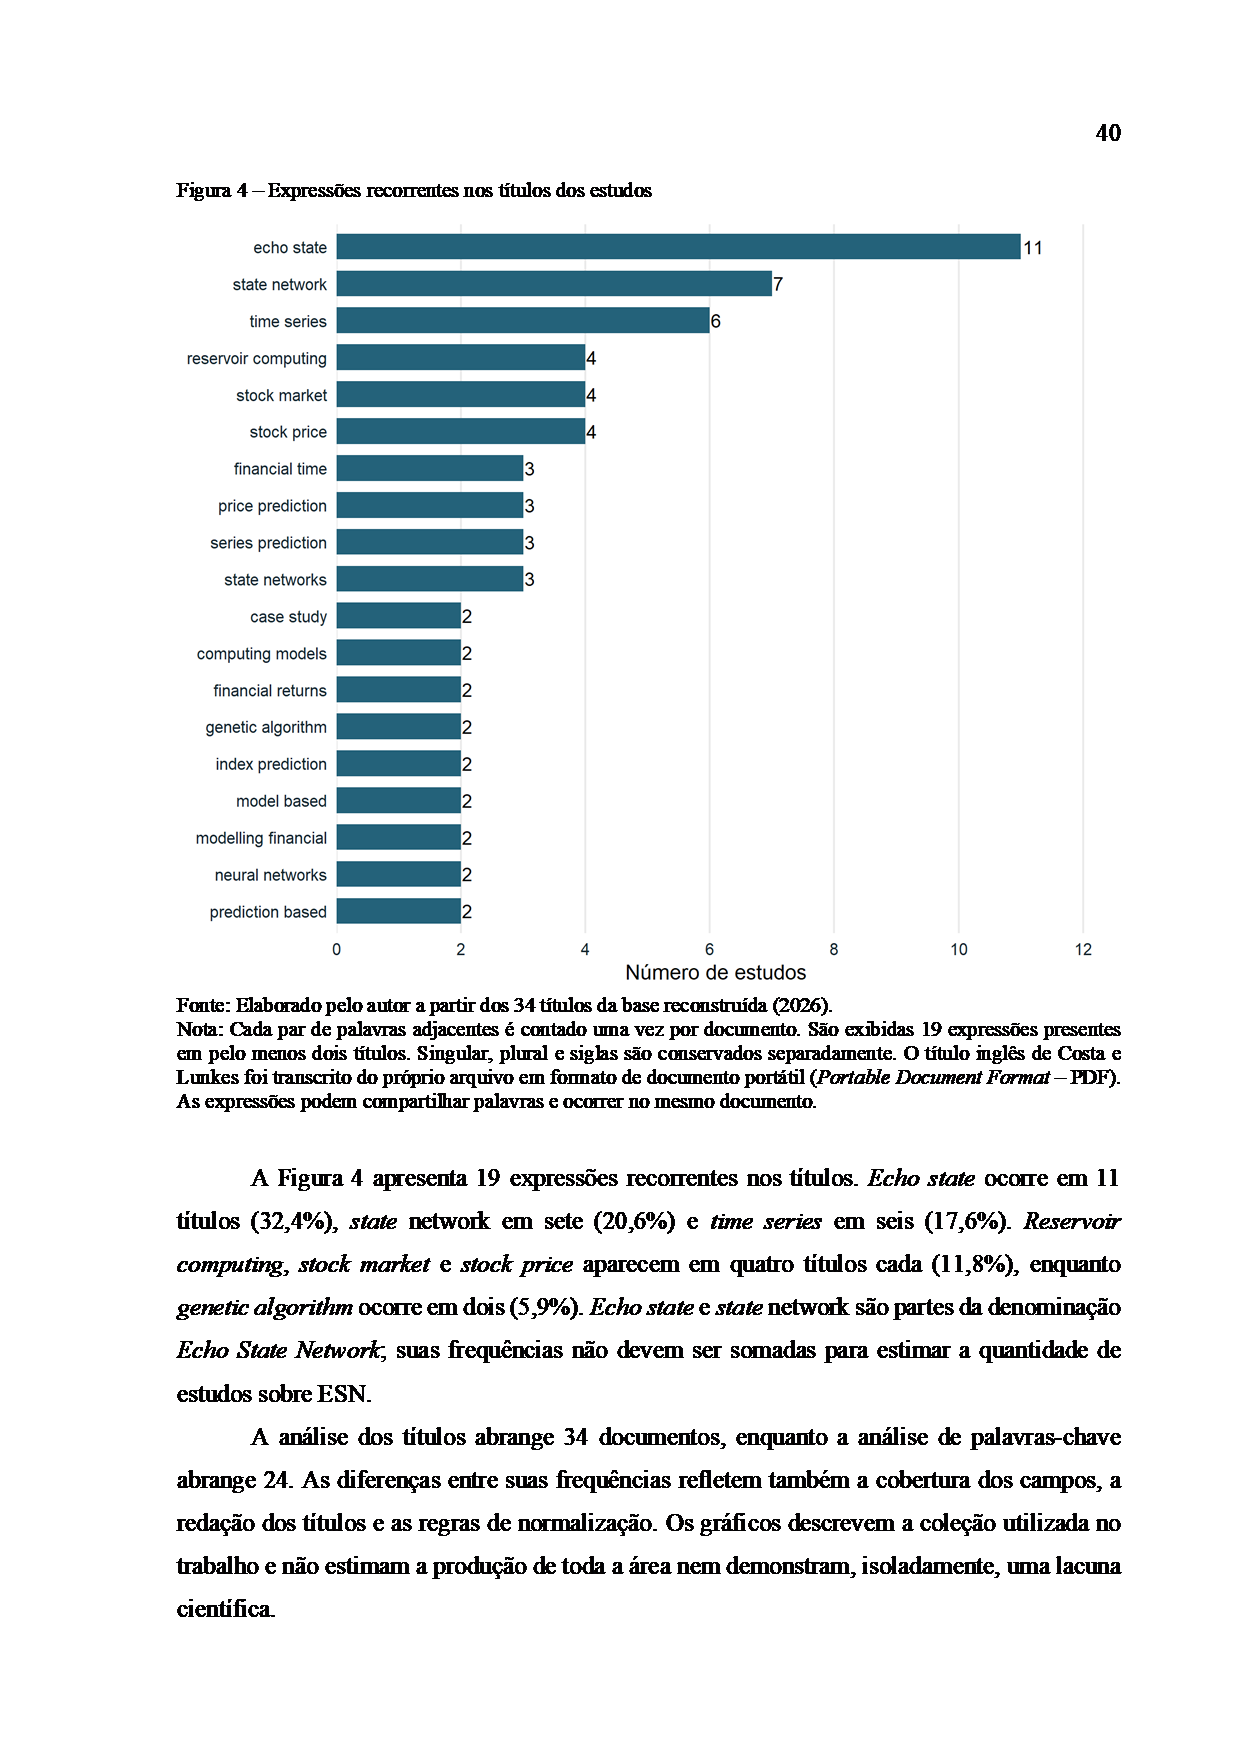 40
Figura 4 – Expressões recorrentes nos títulos dos estudos
echo state 11
state network 7
time series 6
reservoir computing 4
stock market 4
stock price 4
financial time 3
price prediction 3
series prediction 3
state networks 3
case study 2
computing models 2
financial returns 2
genetic algorithm 2
index prediction 2
model based 2
modelling financial 2
neural networks 2
prediction based 2
0 2 4 6 8 10 12
Número de estudos
Fonte: Elaborado pelo autor a partir dos 34 títulos da base reconstruída (2026).
Nota: Cada par de palavras adjacentes é contado uma vez por documento. São exibidas 19 expressões presentes
em pelo menos dois títulos. Singular, plural e siglas são conservados separadamente. O título inglês de Costa e
Lunkes foi transcrito do próprio arquivo em formato de documento portátil (Portable Document Format – PDF).
As expressões podem compartilhar palavras e ocorrer no mesmo documento.
A Figura 4 apresenta 19 expressões recorrentes nos títulos. Echo state ocorre em 11
títulos (32,4%), state network em sete (20,6%) e time series em seis (17,6%). Reservoir
computing, stock market e stock price aparecem em quatro títulos cada (11,8%), enquanto
genetic algorithm ocorre em dois (5,9%). Echo state e state network são partes da denominação
Echo State Network; suas frequências não devem ser somadas para estimar a quantidade de
estudos sobre ESN.
A análise dos títulos abrange 34 documentos, enquanto a análise de palavras-chave
abrange 24. As diferenças entre suas frequências refletem também a cobertura dos campos, a
redação dos títulos e as regras de normalização. Os gráficos descrevem a coleção utilizada no
trabalho e não estimam a produção de toda a área nem demonstram, isoladamente, uma lacuna
científica.